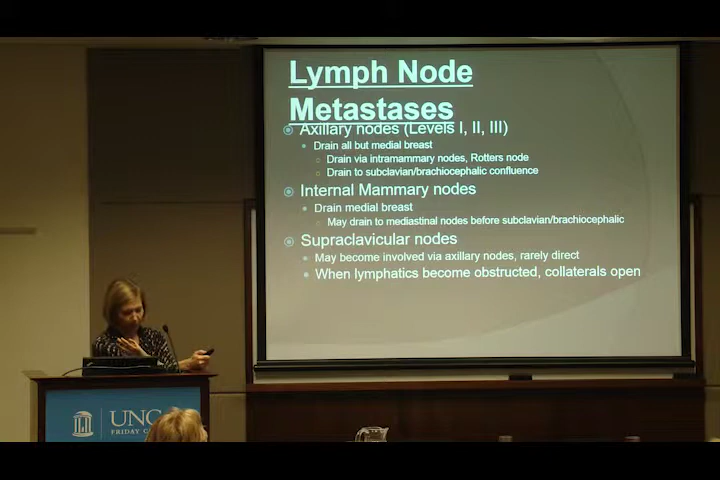 Lymph Node
Metastases
Axillary nodes (Levels I, II, III)
Drain all but medial breast
Drain via intramammary nodes, Rotters node
Drain to subclavian/brachiocephalic confluence
Internal Mammary nodes
Drain medial breast
May drain to mediastinal nodes before subclavian/brachiocephalic
Supraclavicular nodes
May become involved via axillary nodes, rarely direct
When lymphatics become obstructed, collaterals open
UNC
FRIDAY